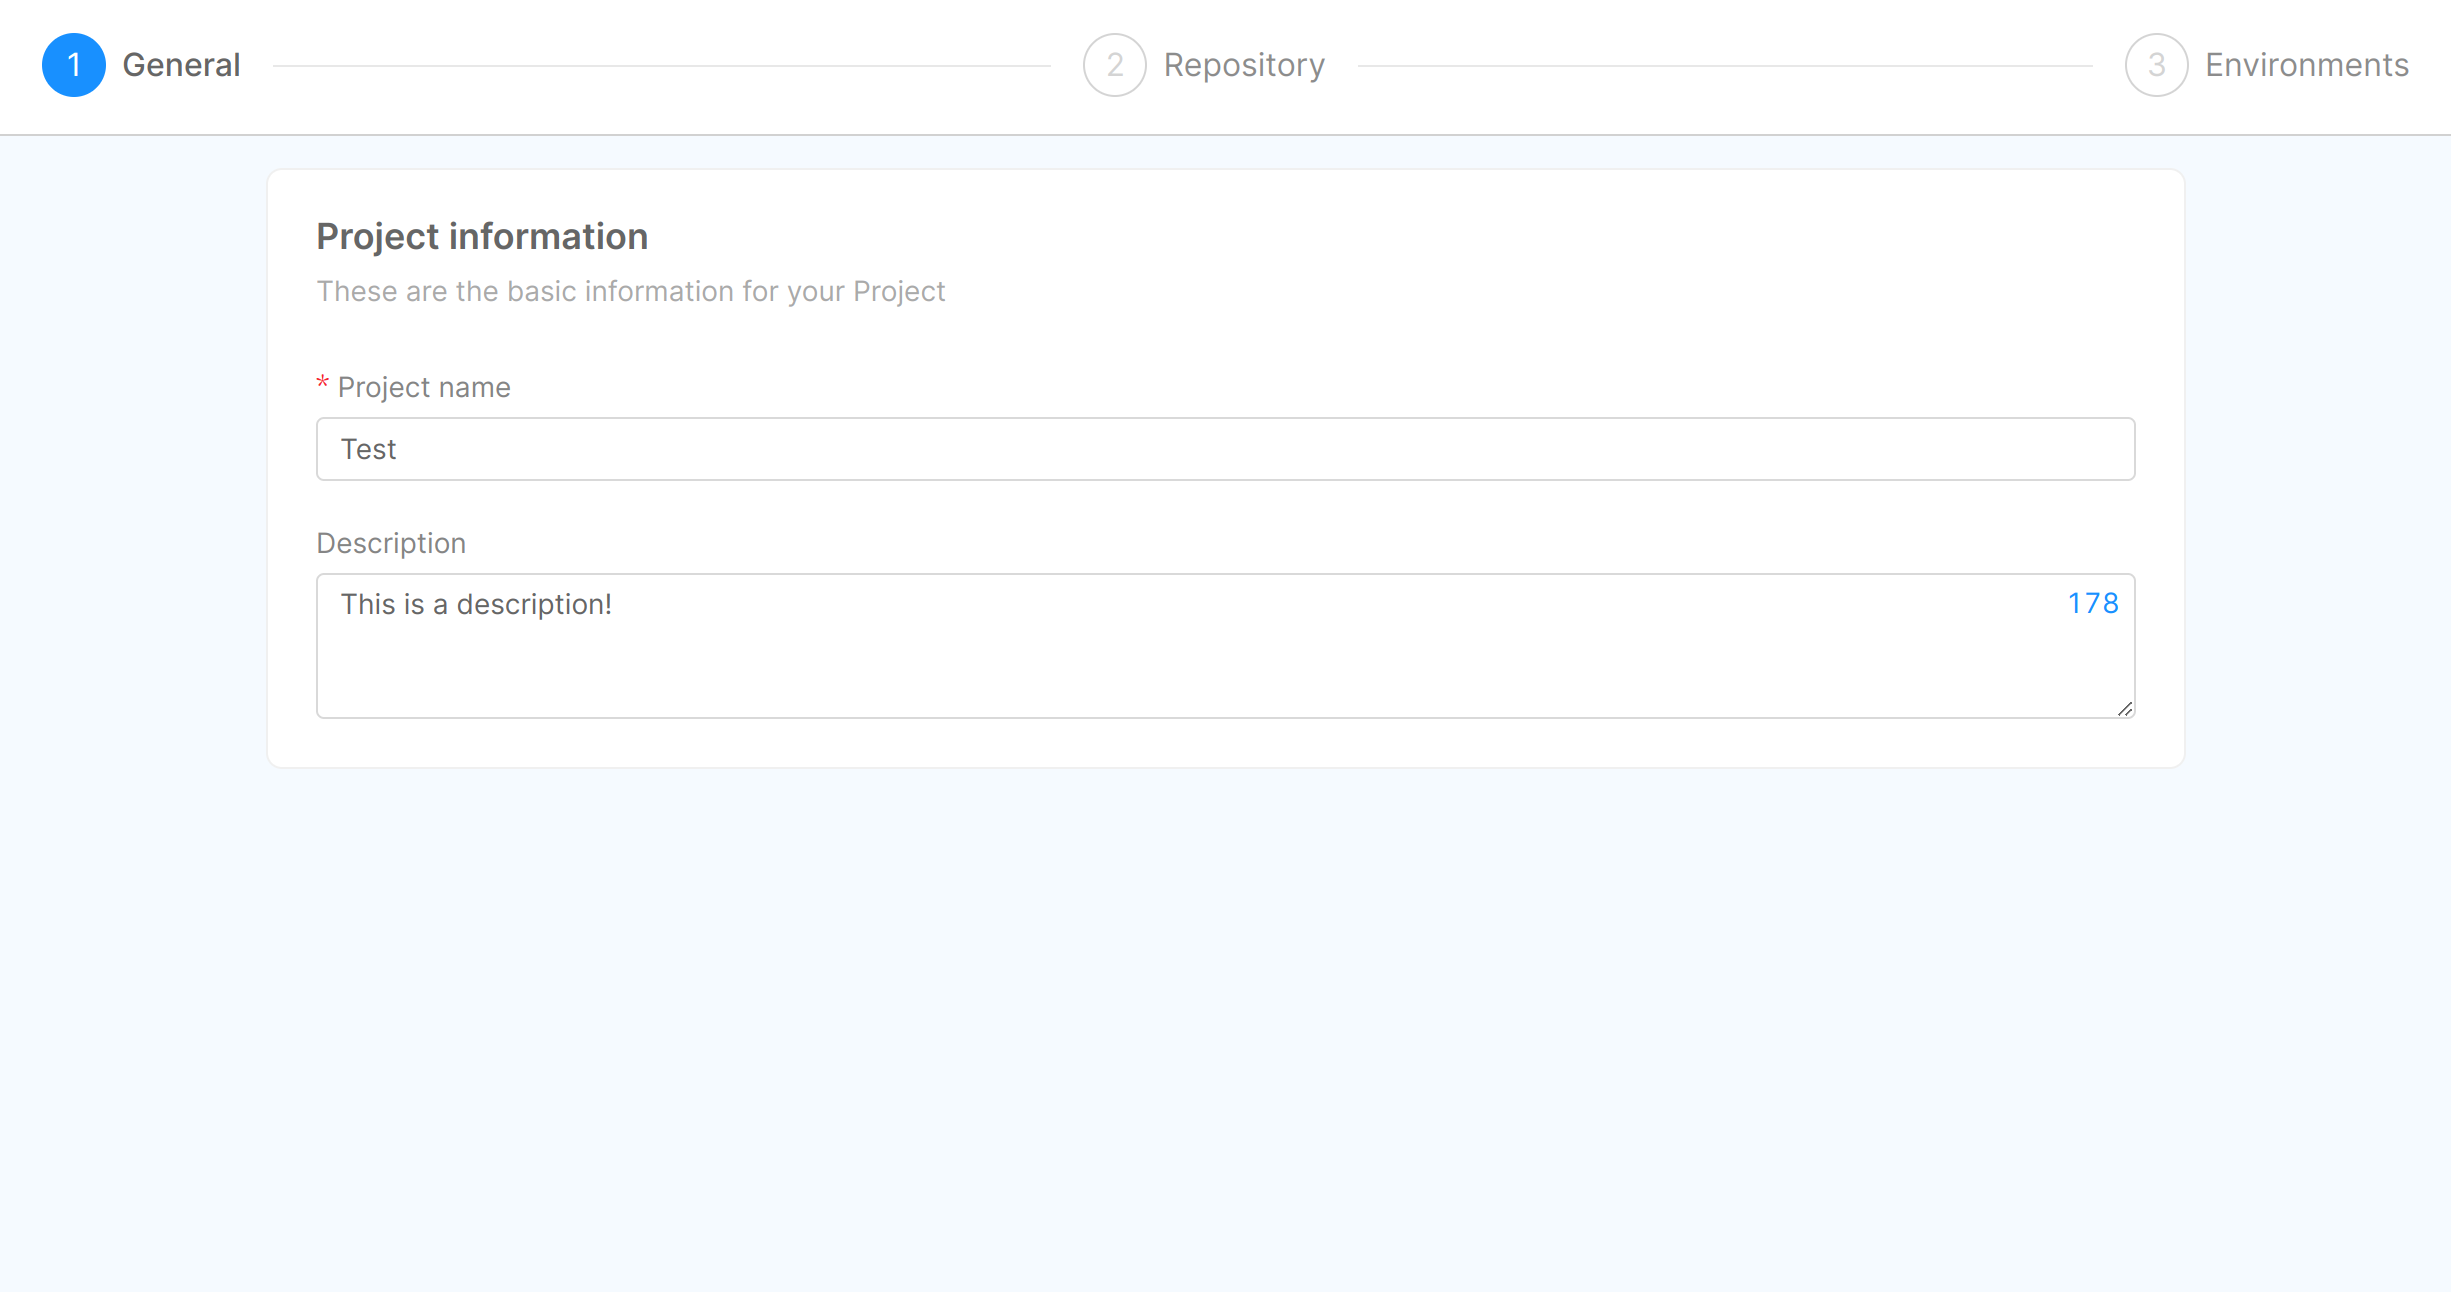 1 General 2 Repository 3 Environments
Project information
These are the basic information for your Project
* Project name
Test
Description
This is a description! 178